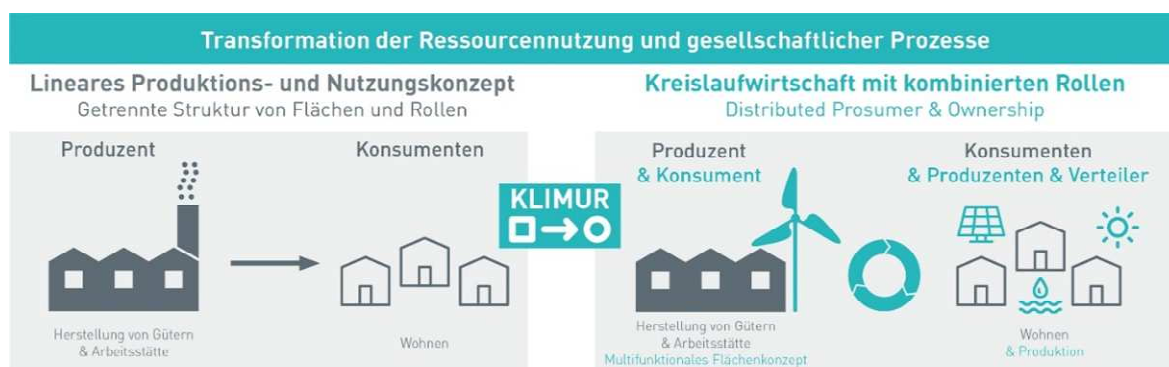 Transformation der Ressourcennutzung und gesellschaftlicher Prozesse
Lineares Produktions- und Nutzungskonzept
Getrennte Struktur von Flächen und Rollen
Produzent
Konsumenten
Herstellung von Gütern
& Arbeitsstätte
Wohnen
KLIMUR
Kreislaufwirtschaft mit kombinierten Rollen
Distributed Prosumer & Ownership
Produzent
& Konsument
Konsumenten
& Produzenten & Verteiler
Herstellung von Gütern
& Arbeitsstätte
Multifunktionales Flächenkonzept
Wohnen
& Produktion